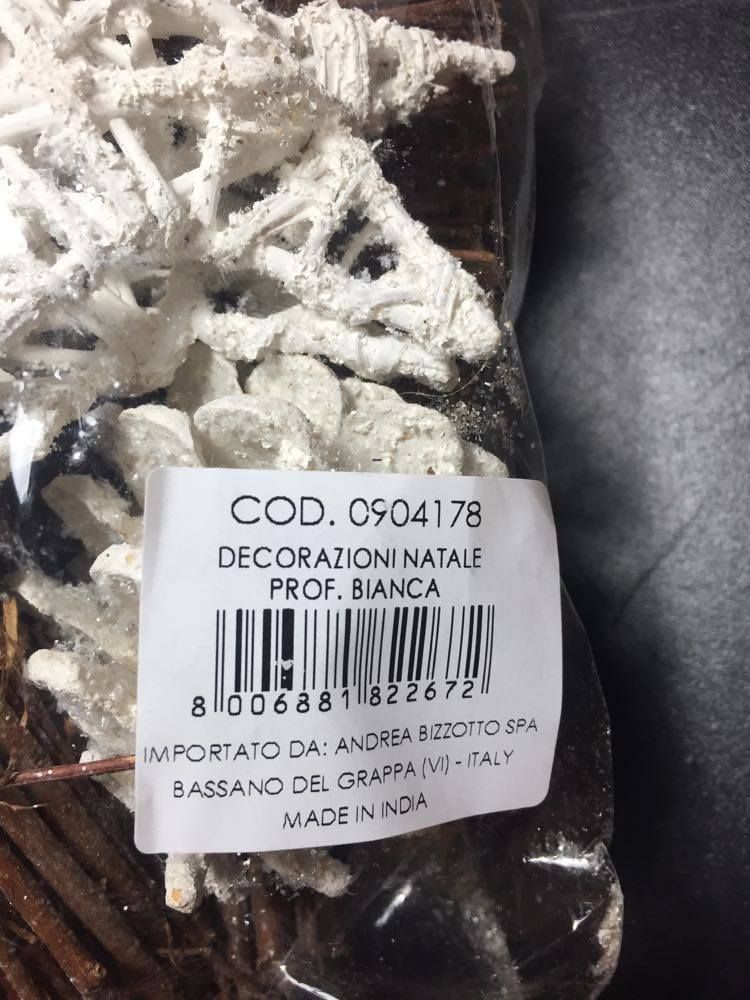 COD. 0904178
DECORAZIONI NATALE
PROF. BIANCA
8 006881 822672
IMPORTATO DA: ANDREA BIZZOTTO SPA
BASSANO DEL GRAPPA (VI) - ITALY
MADE IN INDIA